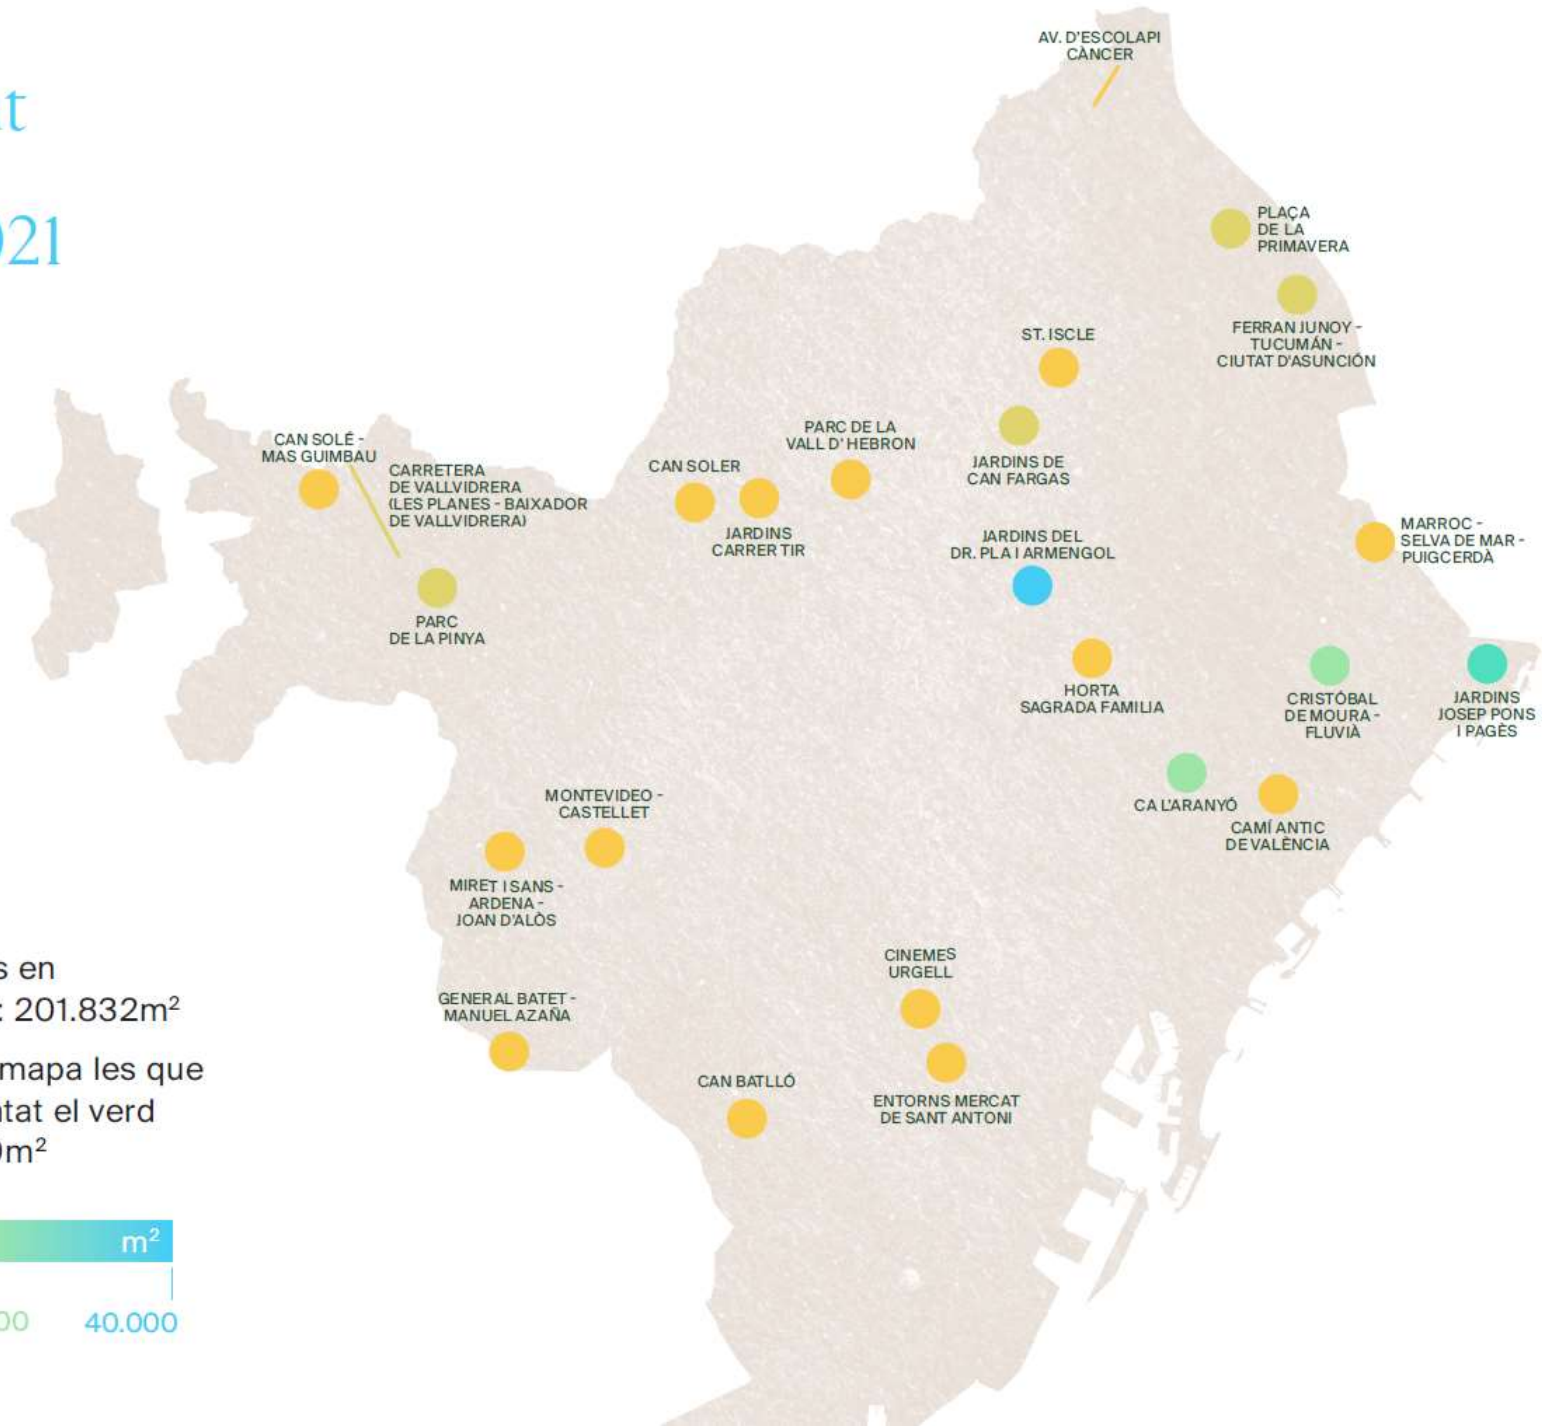 021
AV. D'ESCOLAPI
CÀNCER
PLAÇA
DE LA
PRIMAVERA
FERRAN JUNOY -
TUCUMÁN -
CIUTAT D'ASUNCIÓN
ST. ISCLE
JARDINS DE
CAN FARGAS
PARC DE LA
VALL D'HEBRON
CAN SOLER
JARDINS
CARRER TIR
CAN SOLÉ -
MAS GUIMBAU
CARRETERA
DE VALLVIDRERA
(LES PLANES - BAIXADOR
DE VALLVIDRERA)
PARC
DE LA PINYA
JARDINS DEL
DR. PLA I ARMENGOL
MARROC -
SELVA DE MAR -
PUIGCERDÀ
HORTA
SAGRADA FAMILIA
CRISTÓBAL
DE MOURA -
FLUVIÀ
JARDINS
JOSEP PONS
I PAGÈS
CA L'ARANYÓ
CAMÍ ANTIC
DE VALÈNCIA
MONTEVIDEO -
CASTELLET
MIRET I SANS -
ARDENA -
JOAN D'ALÒS
GENERAL BATET -
MANUEL AZAÑA
CINEMES
URGELL
ENTORNS MERCAT
DE SANT ANTONI
CAN BATLLÓ
s en
: 201.832m²
mapa les que
tat el verd
m²
m²
00 40.000